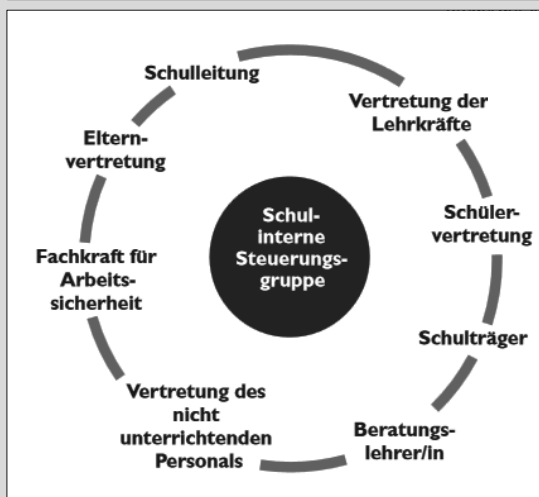 Schulleitung
Vertretung der
Lehrkräfte
Eltern-
vertretung
Schul-
interne
Steuerungs-
gruppe
Schüler-
vertretung
Fachkraft für
Arbeits-
sicherheit
Schulträger
Vertretung des
nicht
unterrichtenden
Personals
Beratungs-
lehrer/in